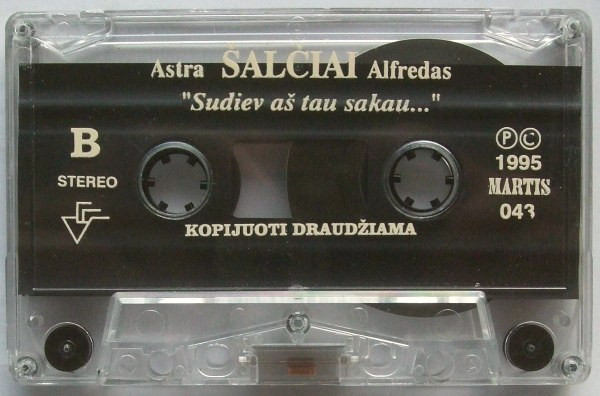 Astra ŠALČIAI Alfredas
"Sudiev aš tau sakau..."
B
STEREO
Ⓟ©
1995
MARTIS
043
KOPIJUOTI DRAUDŽIAMA